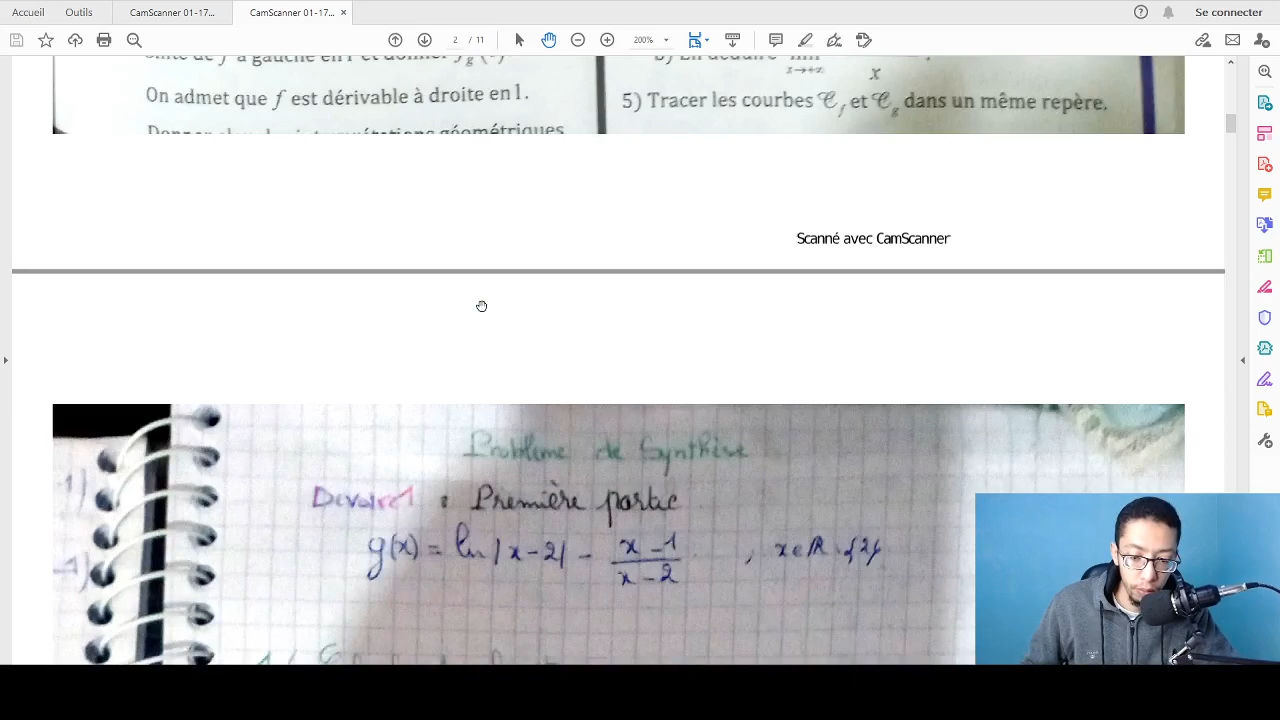 Accueil Outils CamScanner 01-17... CamScanner 01-17... × Se connecter
2 / 11 200%
On admet que f est dérivable à droite en 1.
5) Tracer les courbes 𝒞f et 𝒞g dans un même repère.
x→+∞ x
Scanné avec CamScanner
Problème de Synthèse
Devoir1 : Première partie
g(x) = ln |x-2| - \frac{x-1}{x-2} , x∈ℝ \ {2}